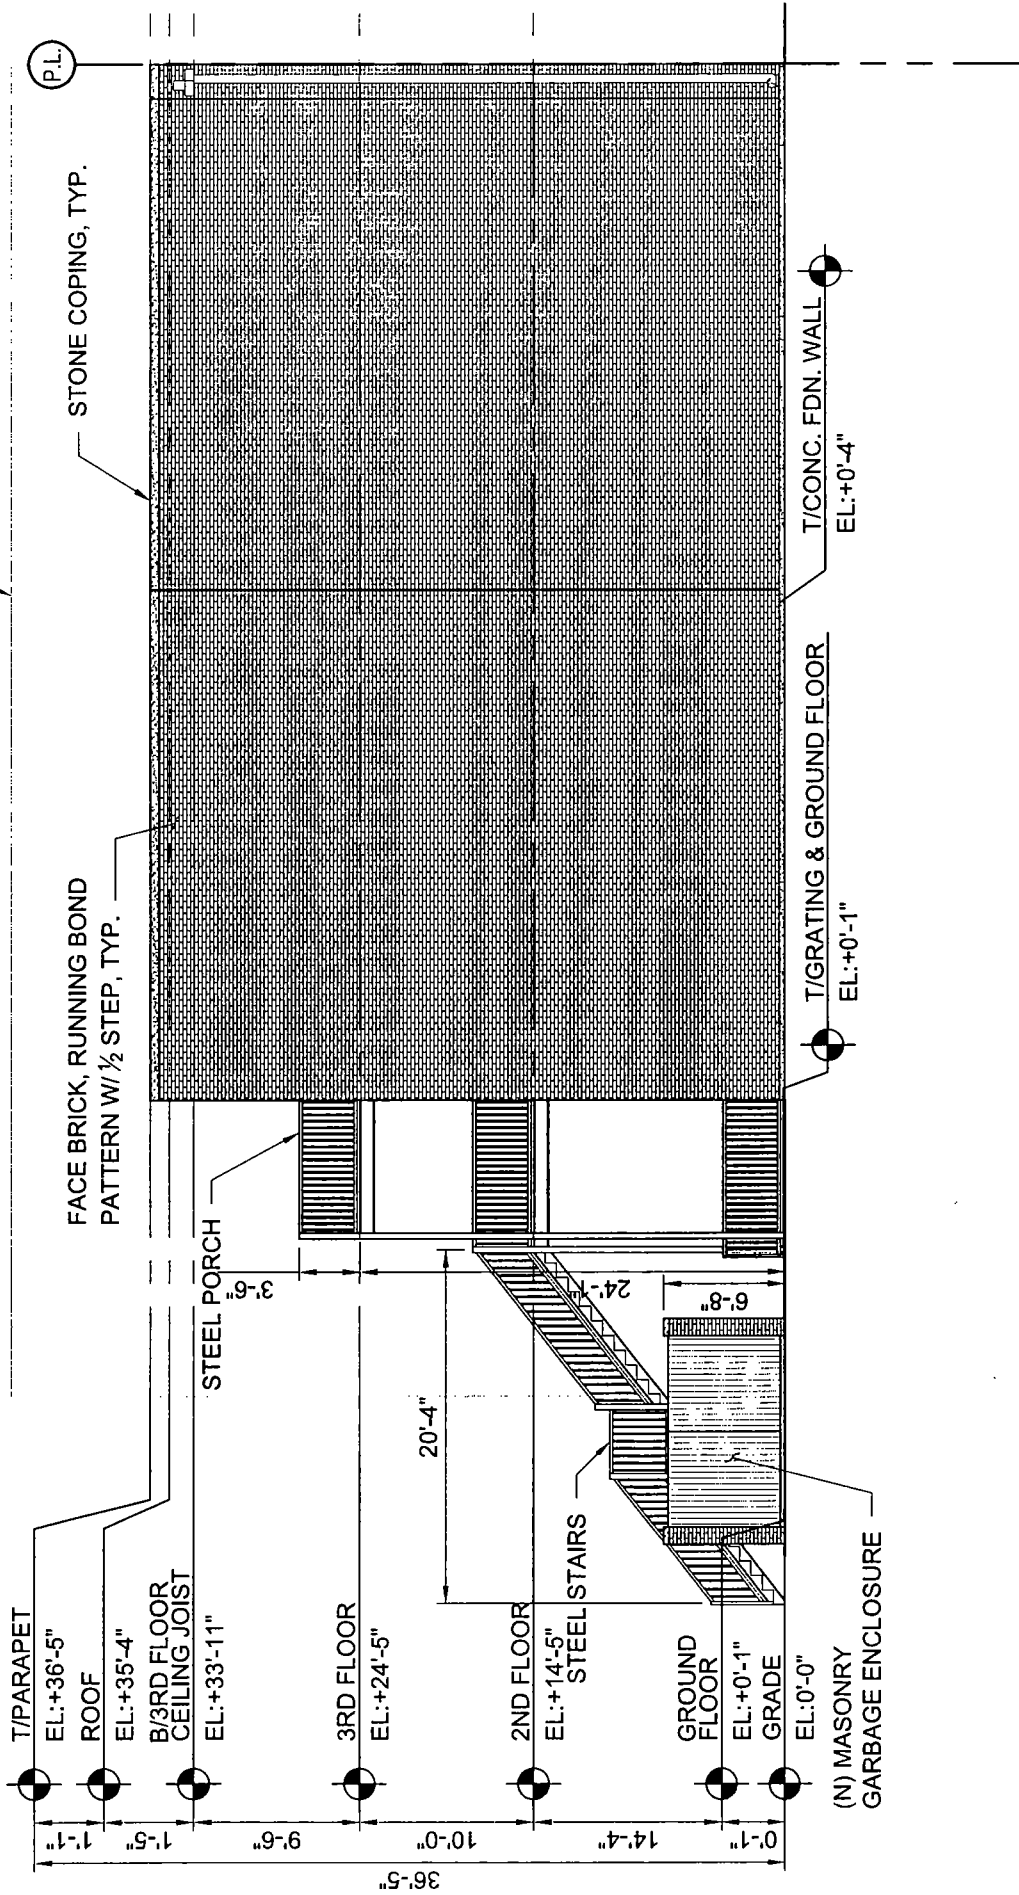 P.L.
STONE COPING, TYP.
FACE BRICK, RUNNING BOND
PATTERN W/ ½ STEP, TYP.
STEEL PORCH
3'-6"
24'-1"
6'-8"
20'-4"
STEEL STAIRS
T/PARAPET
EL:+36'-5"
ROOF
EL:+35'-4"
B/3RD FLOOR
CEILING JOIST
EL:+33'-11"
3RD FLOOR
EL:+24'-5"
2ND FLOOR
EL:+14'-5"
GROUND
FLOOR
EL:+0'-1"
GRADE
EL:0'-0"
(N) MASONRY
GARBAGE ENCLOSURE
T/GRATING & GROUND FLOOR
EL:+0'-1"
T/CONC. FDN. WALL
EL:+0'-4"
1'-1"
1'-5"
9'-6"
10'-0"
14'-4"
0'-1"
36'-5"